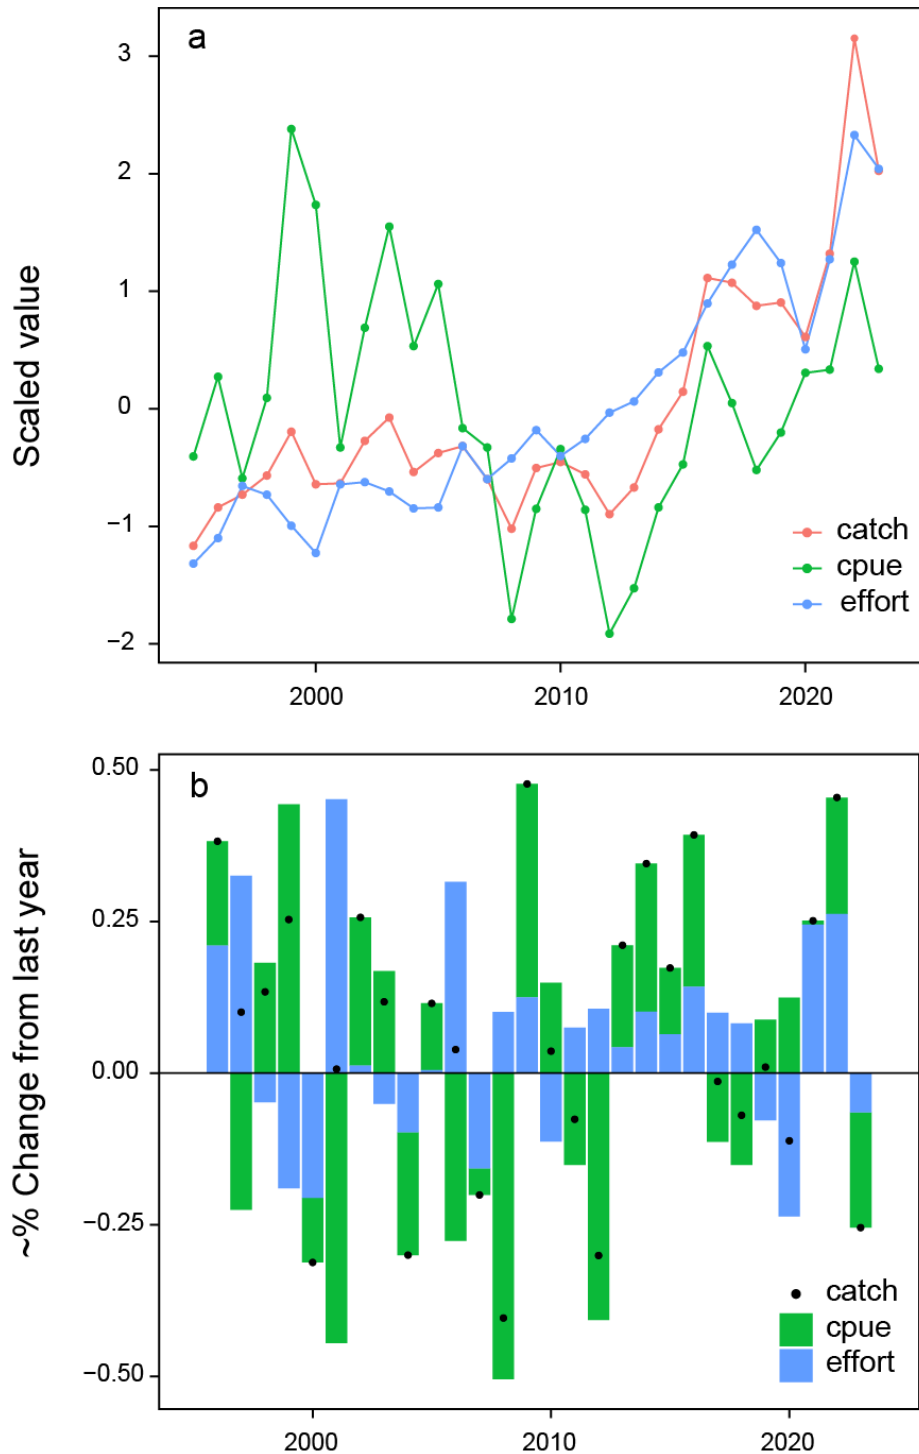 a
3
2
1
0
−1
−2
Scaled value
catch
cpue
effort
2000
2010
2020
b
0.50
0.25
0.00
−0.25
−0.50
~% Change from last year
catch
cpue
effort
2000
2010
2020